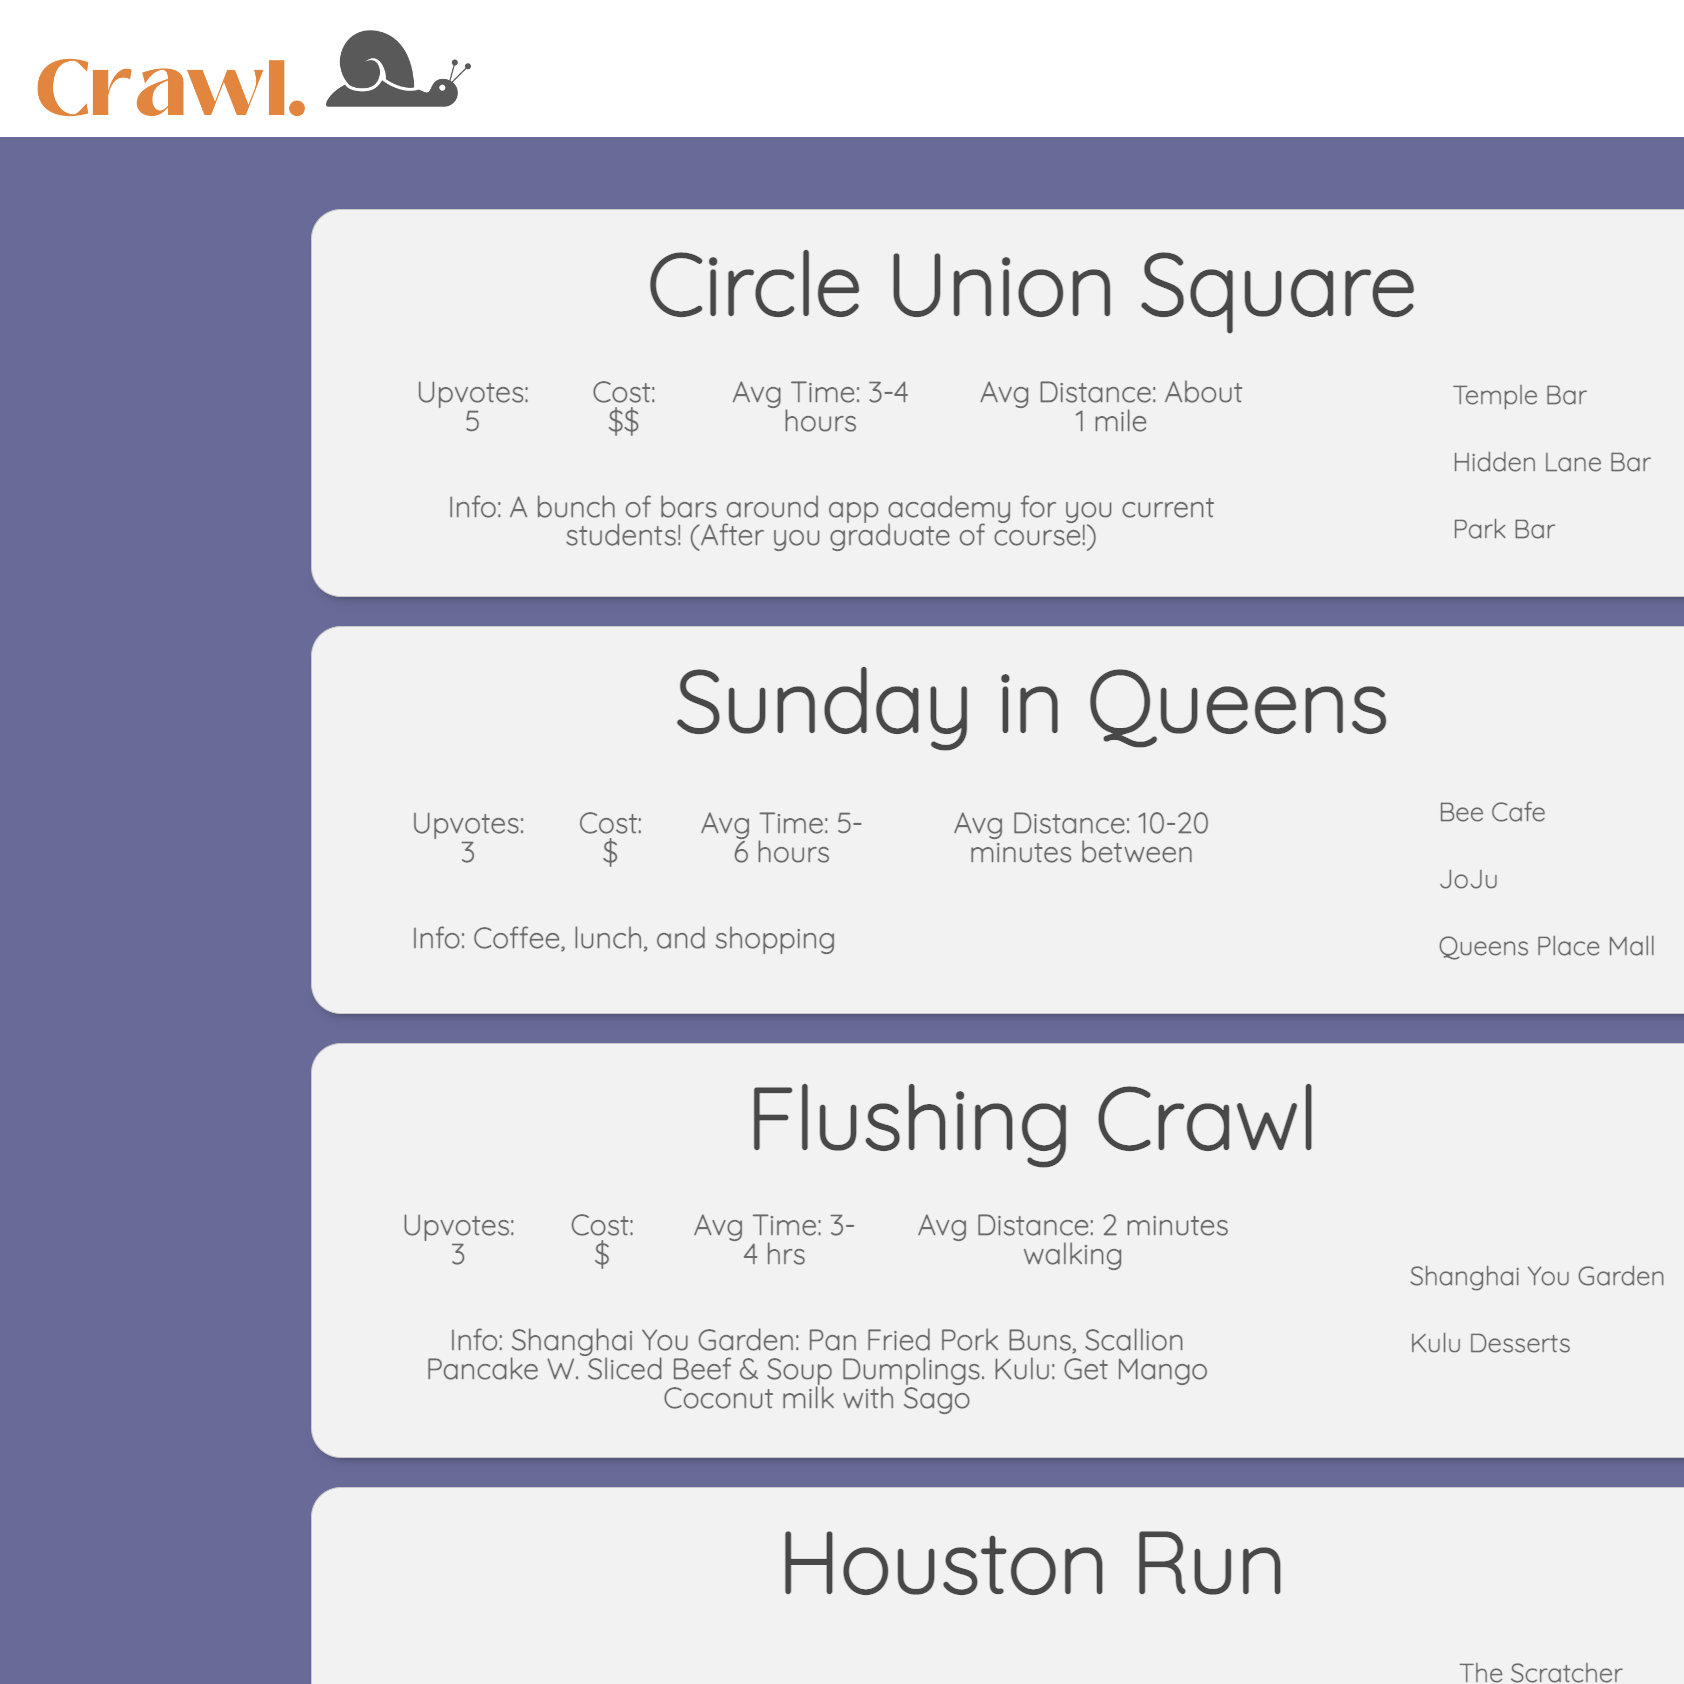 Crawl.
Circle Union Square
Upvotes:
5
Cost:
$$
Avg Time: 3-4
hours
Avg Distance: About
1 mile
Info: A bunch of bars around app academy for you current
students! (After you graduate of course!)
Temple Bar
Hidden Lane Bar
Park Bar
Sunday in Queens
Upvotes:
3
Cost:
$
Avg Time: 5-
6 hours
Avg Distance: 10-20
minutes between
Info: Coffee, lunch, and shopping
Bee Cafe
JoJu
Queens Place Mall
Flushing Crawl
Upvotes:
3
Cost:
$
Avg Time: 3-
4 hrs
Avg Distance: 2 minutes
walking
Info: Shanghai You Garden: Pan Fried Pork Buns, Scallion
Pancake W. Sliced Beef & Soup Dumplings. Kulu: Get Mango
Coconut milk with Sago
Shanghai You Garden
Kulu Desserts
Houston Run
The Scratcher